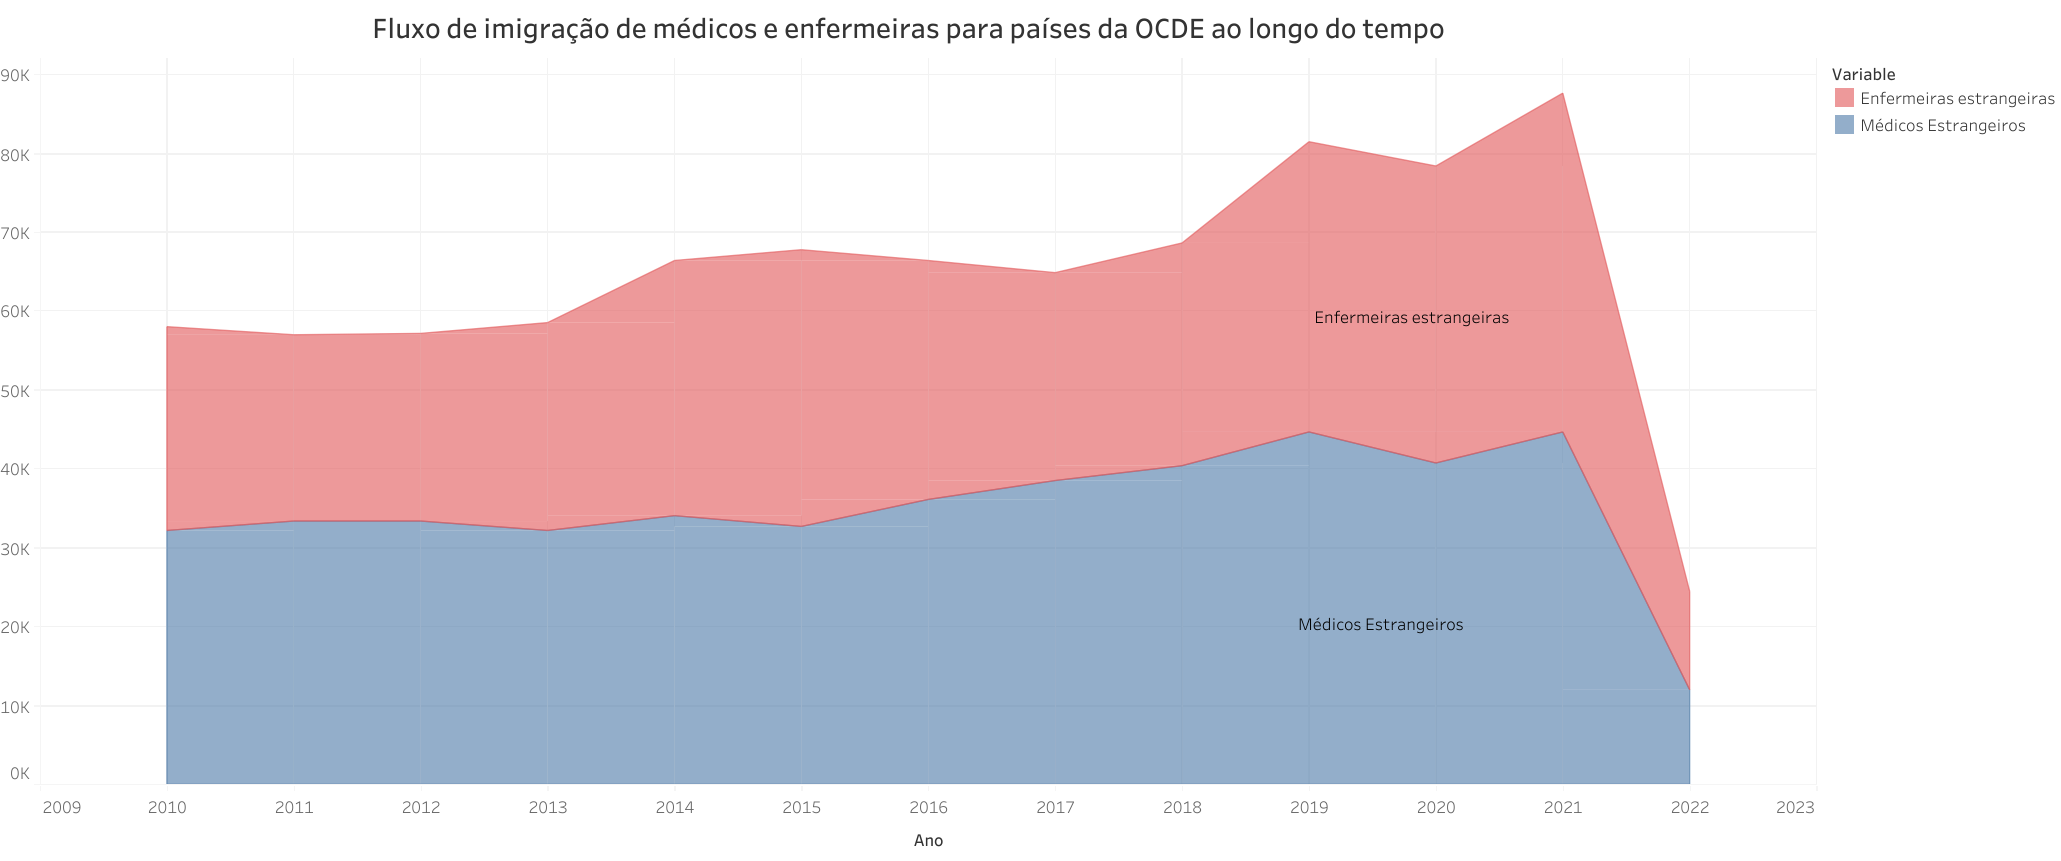 Fluxo de imigração de médicos e enfermeiras para países da OCDE ao longo do tempo
90K
80K
70K
60K
50K
40K
30K
20K
10K
0K
Variable
Enfermeiras estrangeiras
Médicos Estrangeiros
Enfermeiras estrangeiras
Médicos Estrangeiros
2009 2010 2011 2012 2013 2014 2015 2016 2017 2018 2019 2020 2021 2022 2023
Ano